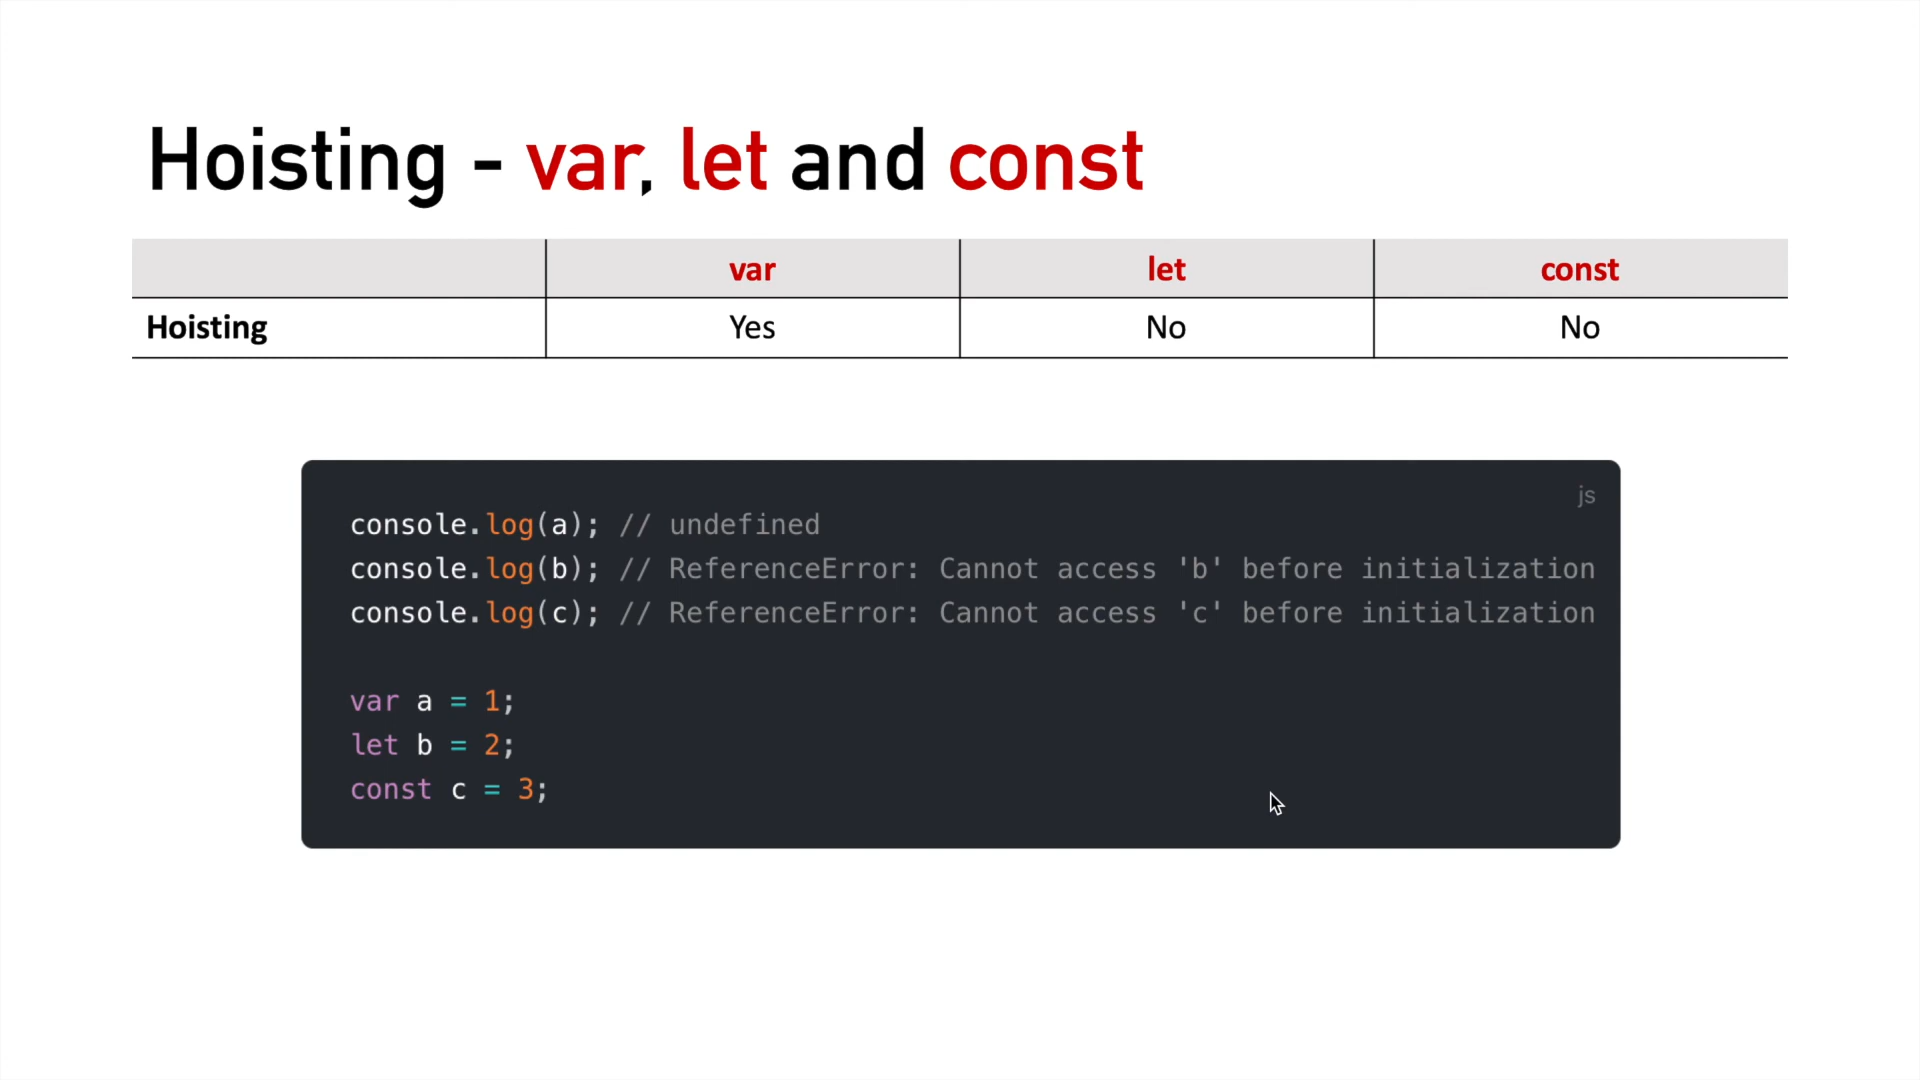 Hoisting - var, let and const
var let const
Hoisting Yes No No
js
console.log(a); // undefined
console.log(b); // ReferenceError: Cannot access 'b' before initialization
console.log(c); // ReferenceError: Cannot access 'c' before initialization
var a = 1;
let b = 2;
const c = 3;